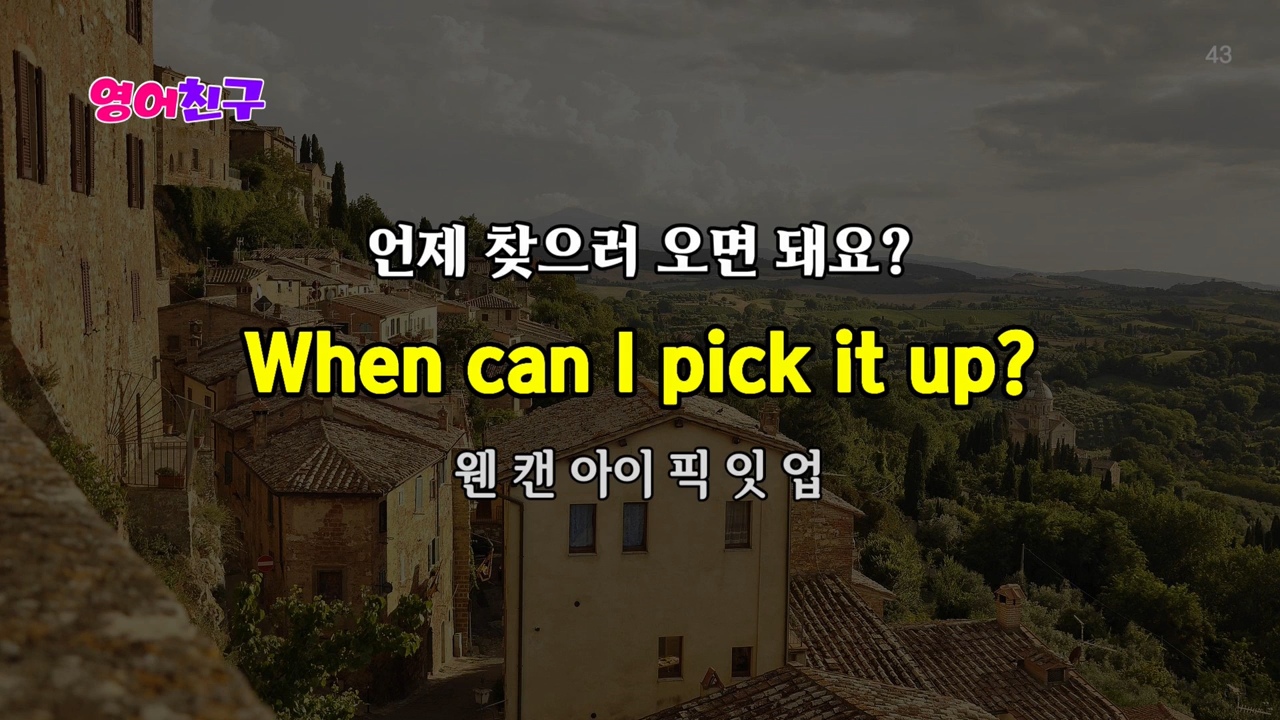 43
영어친구
언제 찾으러 오면 돼요?
When can I pick it up?
웬 캔 아이 픽 잇 업